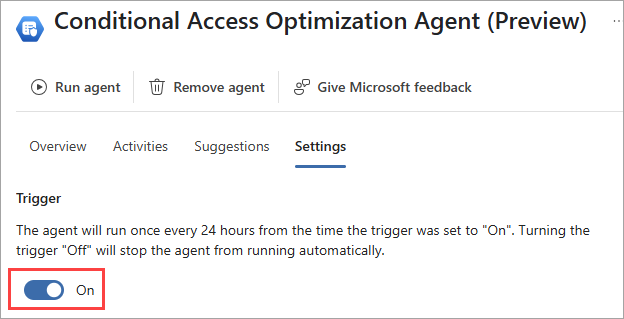 Conditional Access Optimization Agent (Preview) ...
Run agent Remove agent Give Microsoft feedback
Overview Activities Suggestions Settings
Trigger
The agent will run once every 24 hours from the time the trigger was set to "On". Turning the
trigger "Off" will stop the agent from running automatically.
On